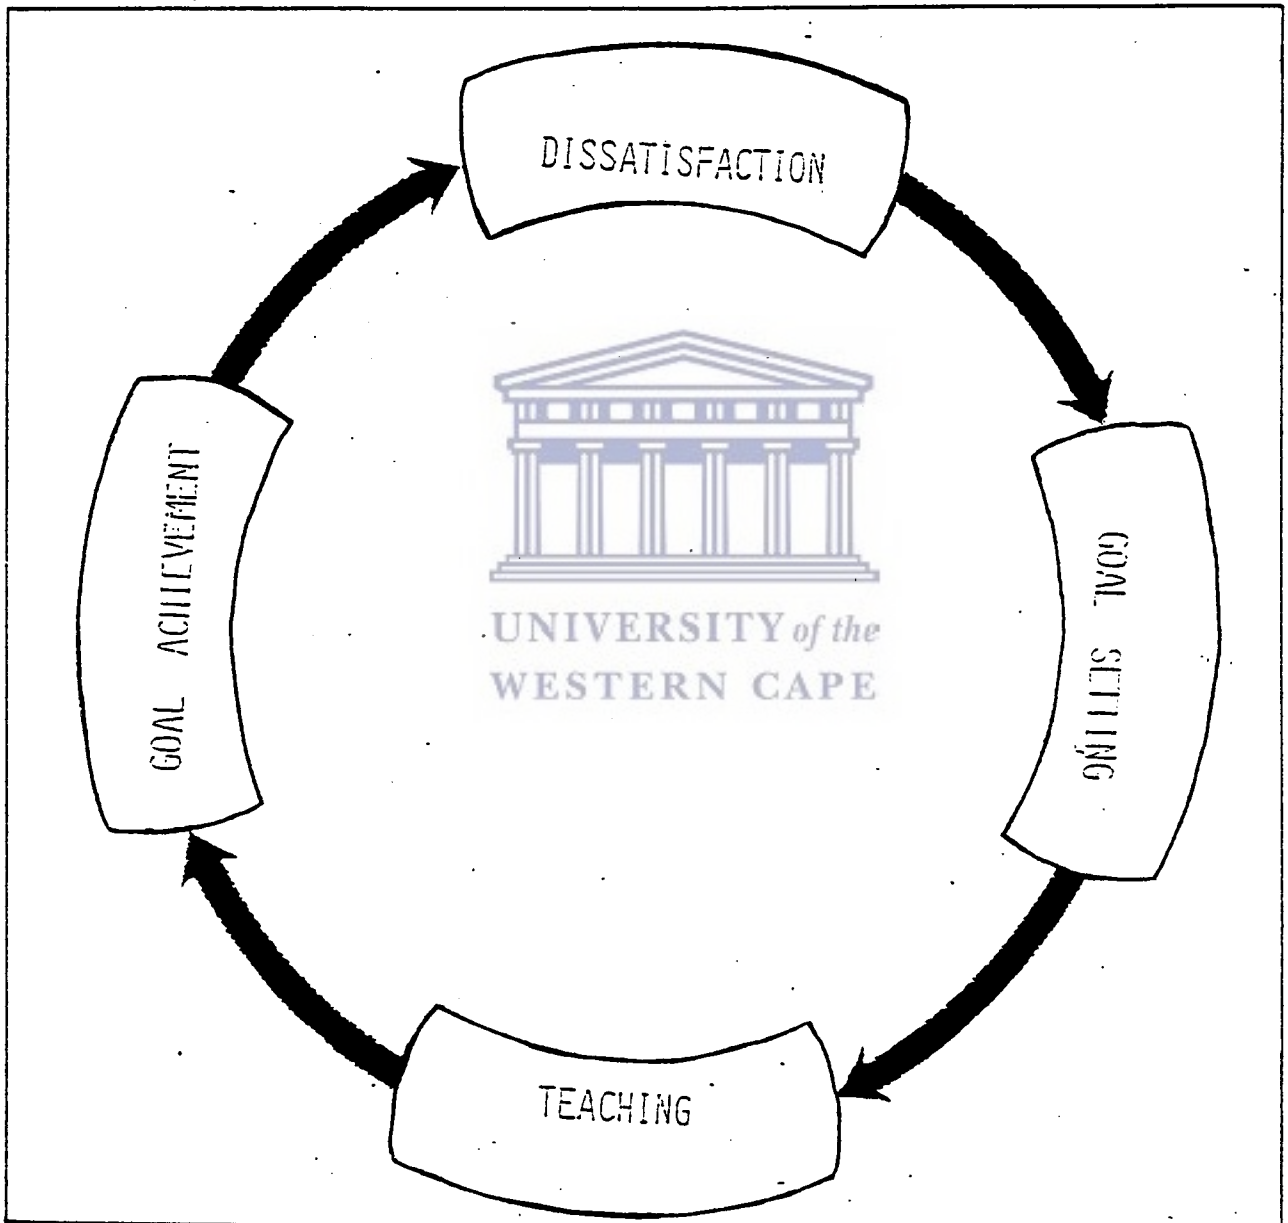 DISSATISFACTION
GOAL SETTING
TEACHING
GOAL ACHIEVEMENT
UNIVERSITY of the
WESTERN CAPE